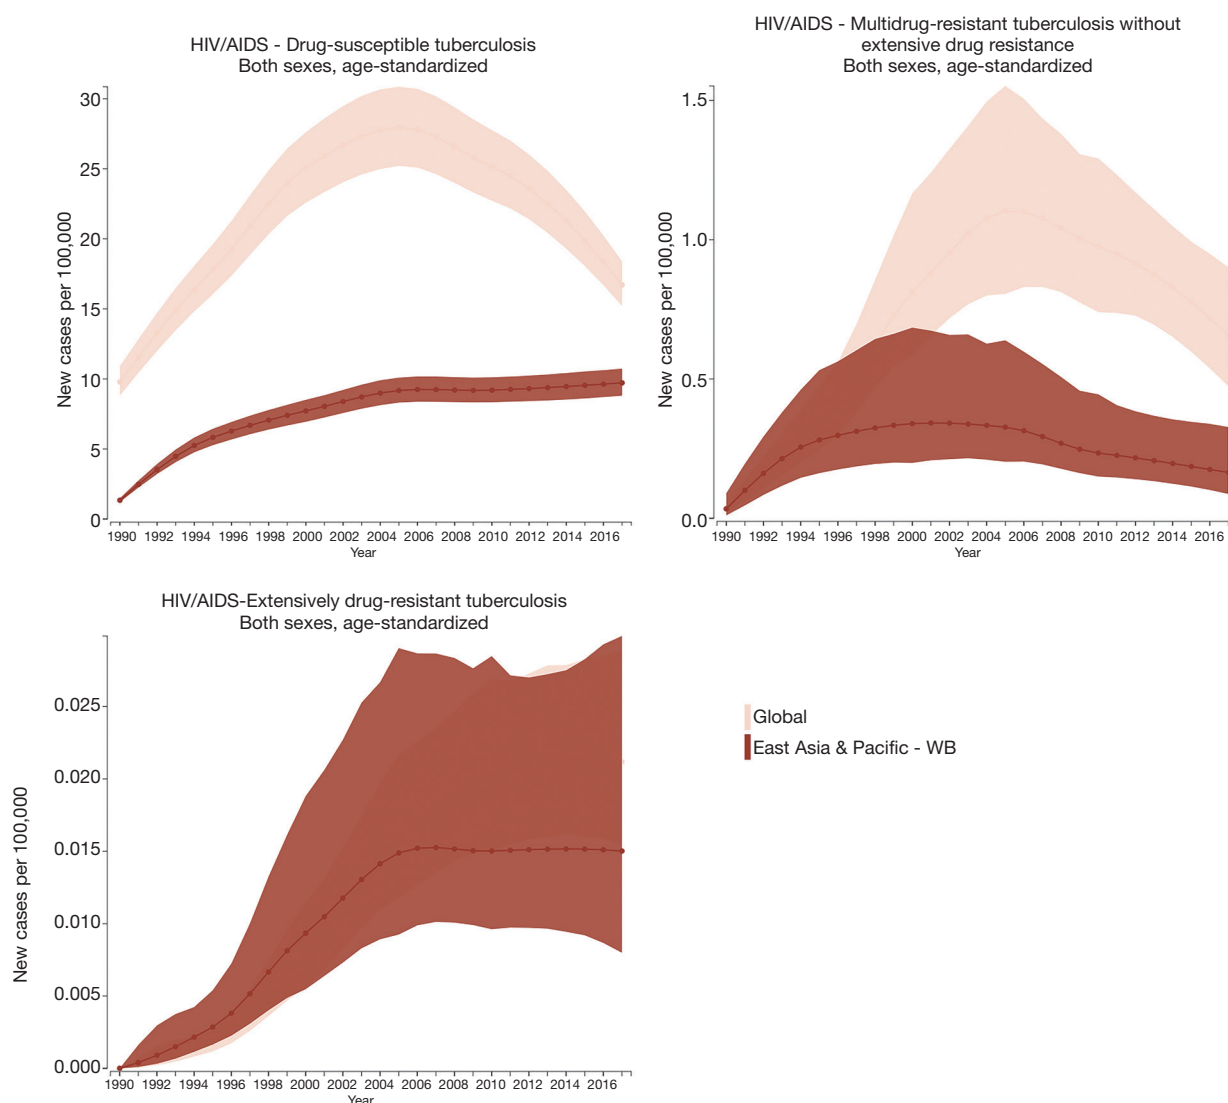 HIV/AIDS - Drug-susceptible tuberculosis
Both sexes, age-standardized
New cases per 100,000
30
25
20
15
10
5
0
1990 1992 1994 1996 1998 2000 2002 2004 2006 2008 2010 2012 2014 2016
Year
HIV/AIDS - Multidrug-resistant tuberculosis without
extensive drug resistance
Both sexes, age-standardized
New cases per 100,000
1.5
1.0
0.5
0.0
1990 1992 1994 1996 1998 2000 2002 2004 2006 2008 2010 2012 2014 2016
Year
HIV/AIDS-Extensively drug-resistant tuberculosis
Both sexes, age-standardized
New cases per 100,000
0.025
0.020
0.015
0.010
0.005
0.000
1990 1992 1994 1996 1998 2000 2002 2004 2006 2008 2010 2012 2014 2016
Year
Global
East Asia & Pacific - WB